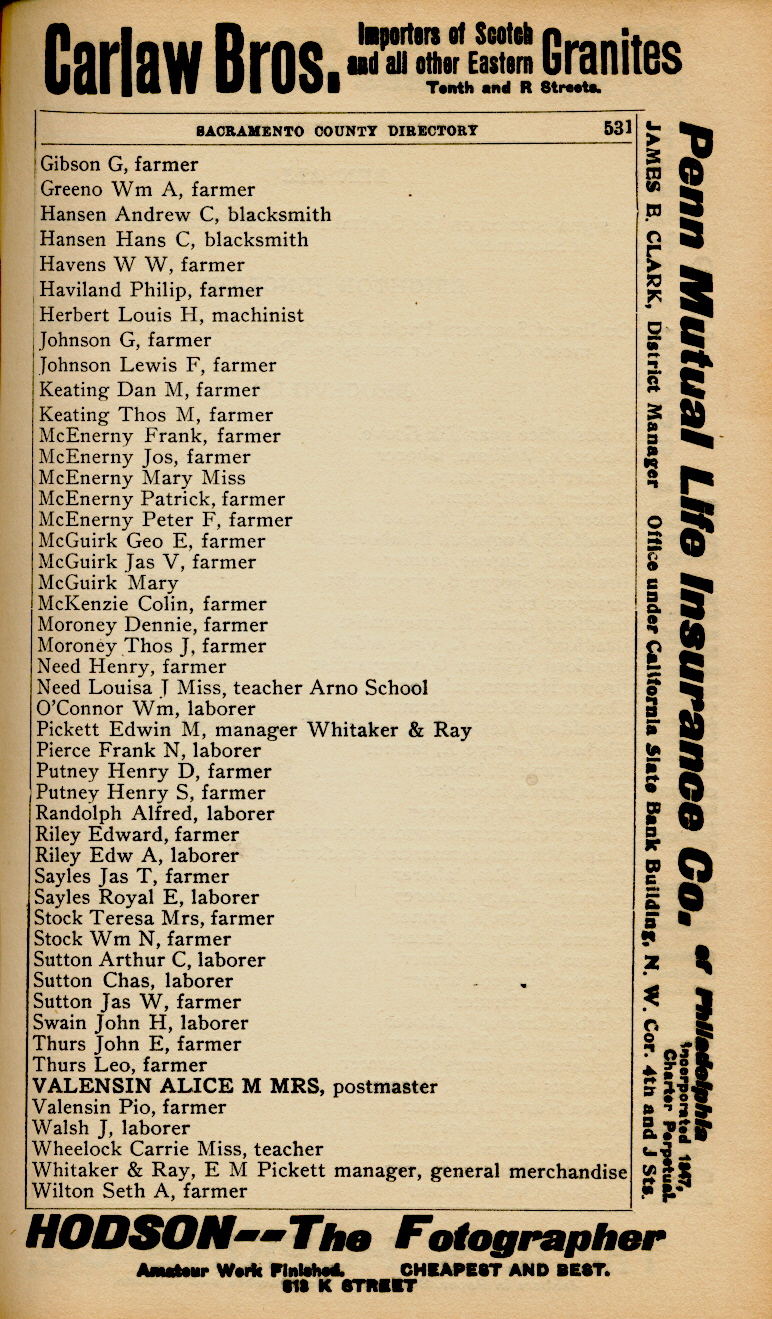 Carlaw Bros. Importers of Scotch and all other Eastern Granites
Tenth and R Streets.
SACRAMENTO COUNTY DIRECTORY 531
Gibson G, farmer
Greeno Wm A, farmer
Hansen Andrew C, blacksmith
Hansen Hans C, blacksmith
Havens W W, farmer
Haviland Philip, farmer
Herbert Louis H, machinist
Johnson G, farmer
Johnson Lewis F, farmer
Keating Dan M, farmer
Keating Thos M, farmer
McEnerny Frank, farmer
McEnerny Jos, farmer
McEnerny Mary Miss
McEnerny Patrick, farmer
McEnerny Peter F, farmer
McGuirk Geo E, farmer
McGuirk Jas V, farmer
McGuirk Mary
McKenzie Colin, farmer
Moroney Dennie, farmer
Moroney Thos J, farmer
Need Henry, farmer
Need Louisa J Miss, teacher Arno School
O'Connor Wm, laborer
Pickett Edwin M, manager Whitaker & Ray
Pierce Frank N, laborer
Putney Henry D, farmer
Putney Henry S, farmer
Randolph Alfred, laborer
Riley Edward, farmer
Riley Edw A, laborer
Sayles Jas T, farmer
Sayles Royal E, laborer
Stock Teresa Mrs, farmer
Stock Wm N, farmer
Sutton Arthur C, laborer
Sutton Chas, laborer
Sutton Jas W, farmer
Swain John H, laborer
Thurs John E, farmer
Thurs Leo, farmer
VALENSIN ALICE M MRS, postmaster
Valensin Pio, farmer
Walsh J, laborer
Wheelock Carrie Miss, teacher
Whitaker & Ray, E M Pickett manager, general merchandise
Wilton Seth A, farmer
Penn Mutual Life Insurance Co. of Philadelphia
Incorporated 1847,
Charter Perpetual.
JAMES B. CLARK, District Manager Office under California State Bank Building, N. W. Cor. 4th and J Sts.
HODSON--The Fotographer
Amateur Work Finished. CHEAPEST AND BEST.
813 K STREET